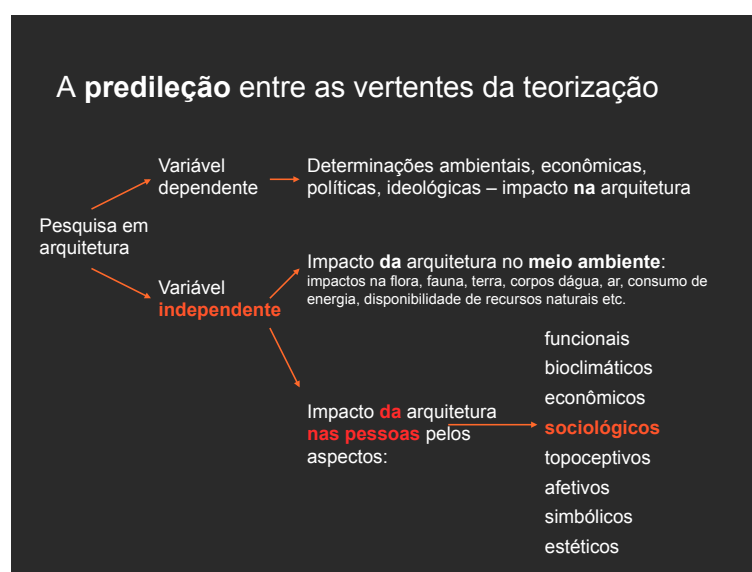 A predileção entre as vertentes da teorização
Variável
dependente
Determinações ambientais, econômicas,
políticas, ideológicas – impacto na arquitetura
Pesquisa em
arquitetura
Variável
independente
Impacto da arquitetura no meio ambiente:
impactos na flora, fauna, terra, corpos dágua, ar, consumo de
energia, disponibilidade de recursos naturais etc.
Impacto da arquitetura
nas pessoas pelos
aspectos:
funcionais
bioclimáticos
econômicos
sociológicos
topoceptivos
afetivos
simbólicos
estéticos